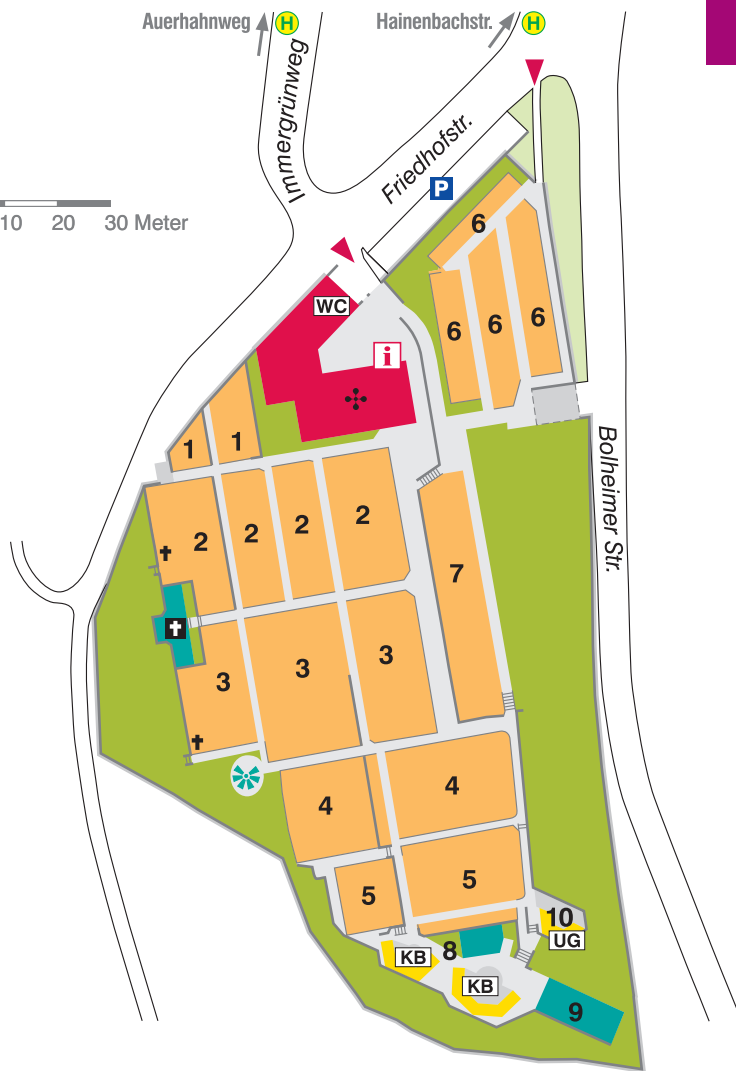 Auerhahnweg H
Hainenbachstr. H
Immergrünweg
Friedhofstr.
P
10 20 30 Meter
WC
i
6
6
6
6
1
1
2
2
2
2
7
Bolheimer Str.
3
3
3
4
4
5
5
10
UG
8
KB
KB
9